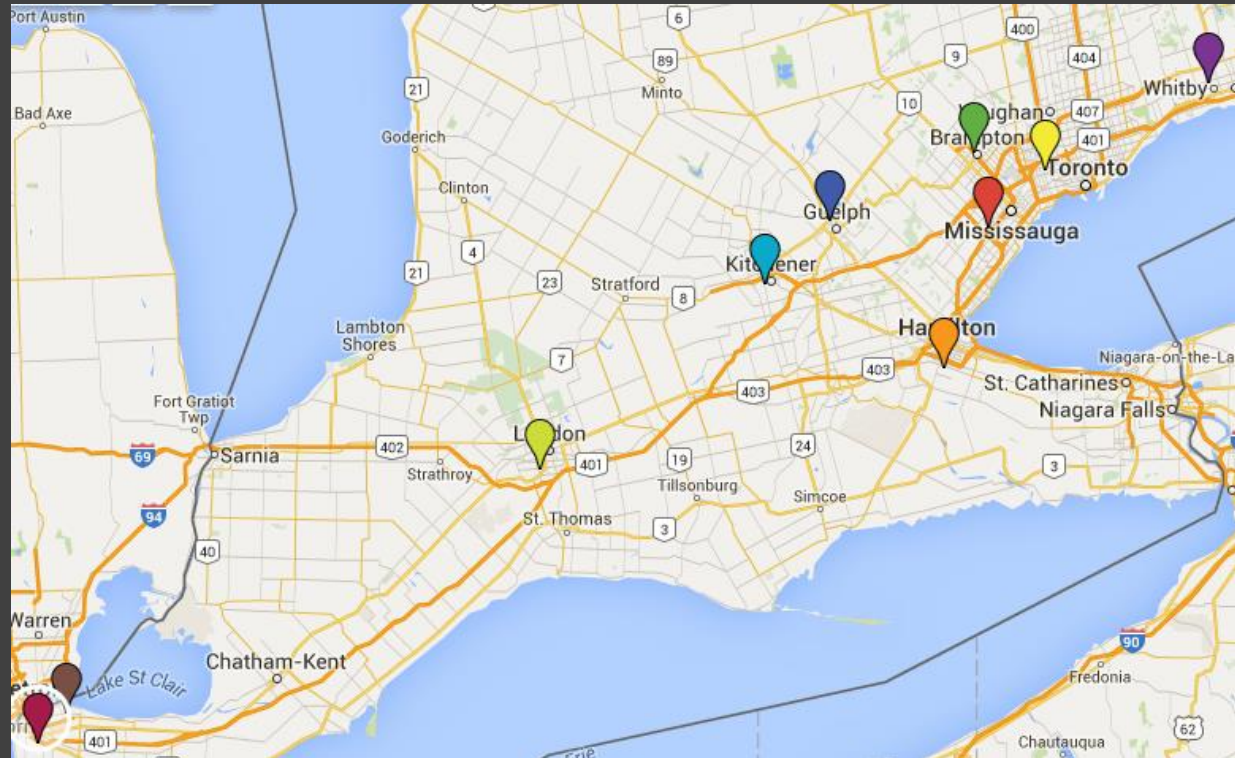 Port Austin
6
400
9
404
89
Whitby
21
Minto
10
407
Vaughan
Bad Axe
Goderich
Brampton
401
Toronto
Clinton
Guelph
Mississauga
4
Kitchener
21
23
Stratford
8
Lambton
Shores
Hamilton
7
Niagara-on-the-La
403
403
St. Catharines
Fort Gratiot
Twp
Niagara Falls
London
69
Sarnia
402
401
19
24
3
Strathroy
Tillsonburg
Simcoe
94
St. Thomas
3
40
Warren
90
Chatham-Kent
Lake St Clair
Fredonia
62
401
Chautauqua
Erie